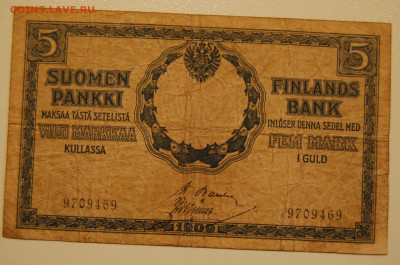 COINS.LAVE.RU
5
5
SUOMEN
PANKKI
MAKSAA TÄSTÄ SETELISTÄ
VIISI MARKKAA
KULLASSA
FINLANDS
BANK
INLÖSER DENNA SEDEL MED
FEM MARK
I GULD
9709469
9709469
1909